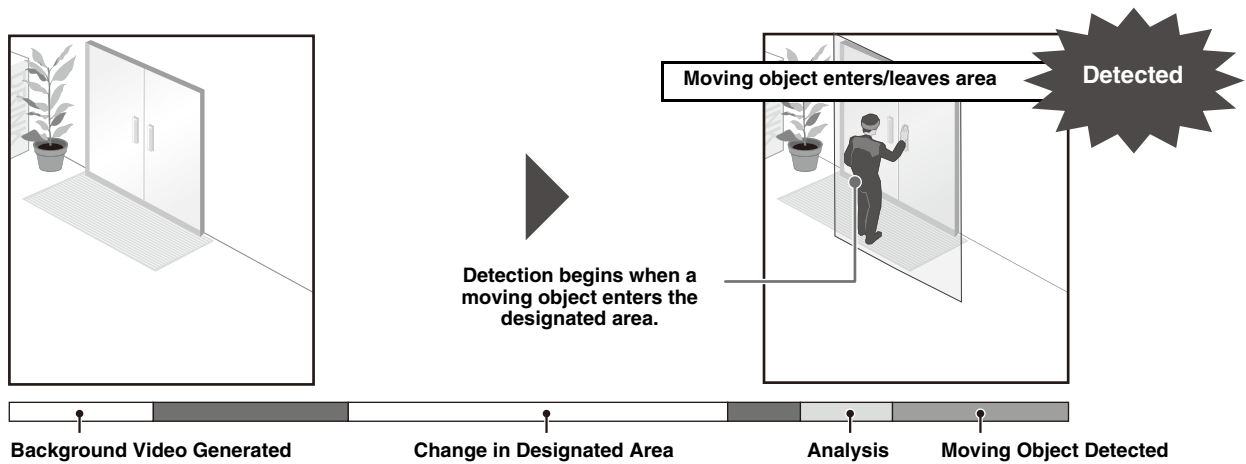 Moving object enters/leaves area
Detected
Detection begins when a
moving object enters the
designated area.
Background Video Generated
Change in Designated Area
Analysis
Moving Object Detected